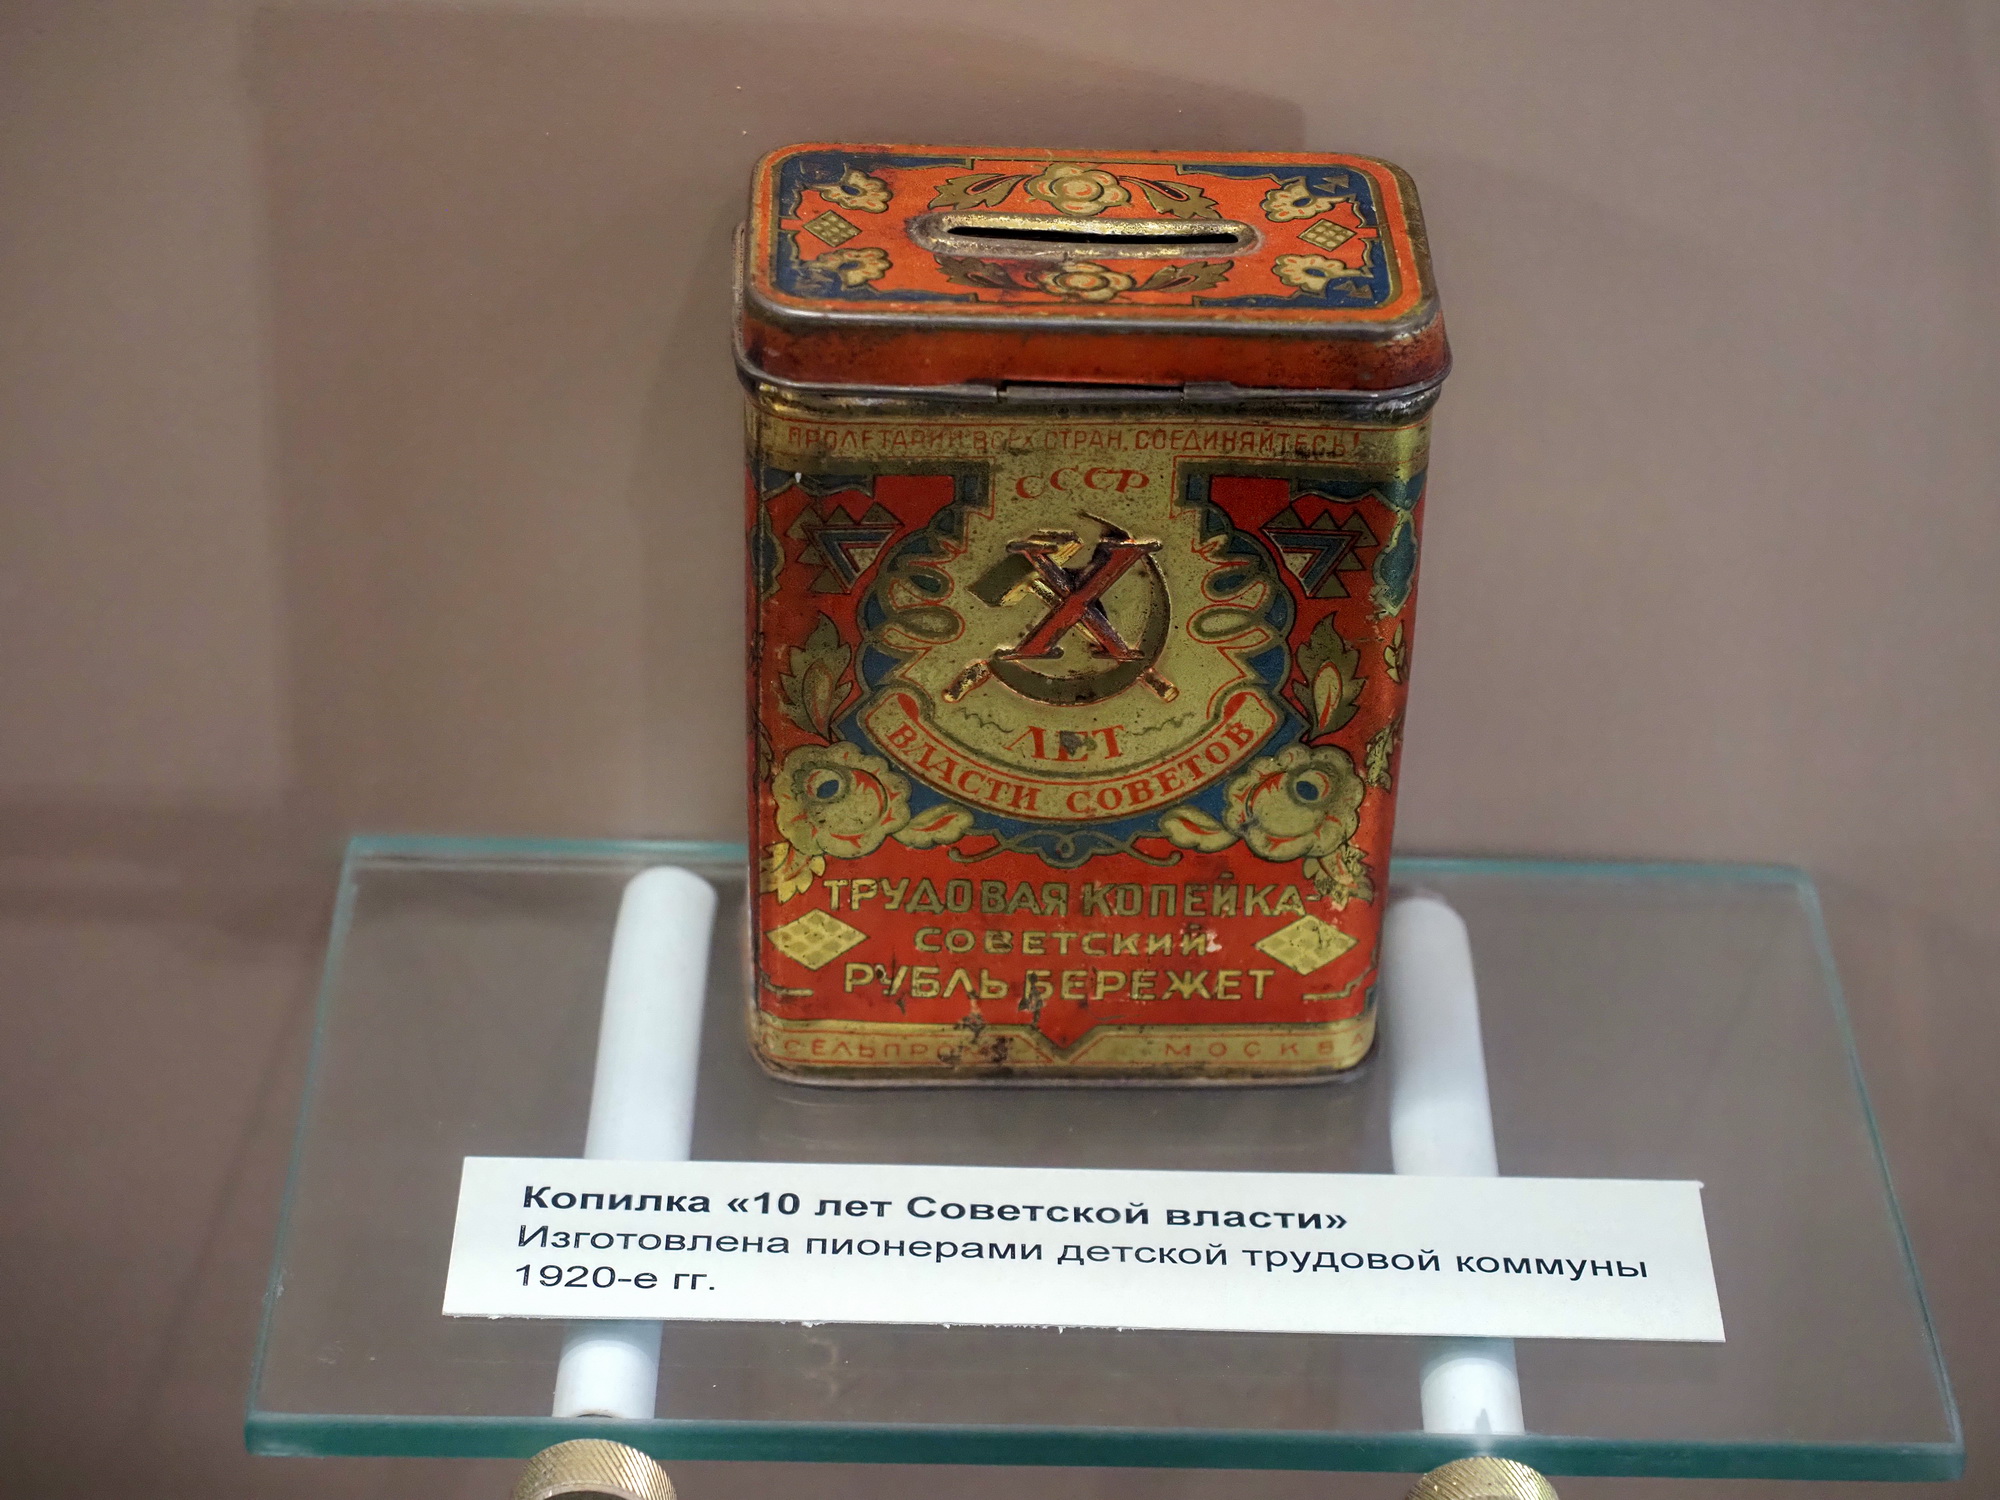 ПРОЛЕТАРИИ ВСЕХ СТРАН, СОЕДИНЯЙТЕСЬ!
СССР
X
ЛЕТ
ВЛАСТИ СОВЕТОВ
ТРУДОВАЯ КОПЕЙКА-
СОВЕТСКИЙ
РУБЛЬ БЕРЕЖЕТ
МОСКВА
Копилка «10 лет Советской власти»
Изготовлена пионерами детской трудовой коммуны
1920-е гг.